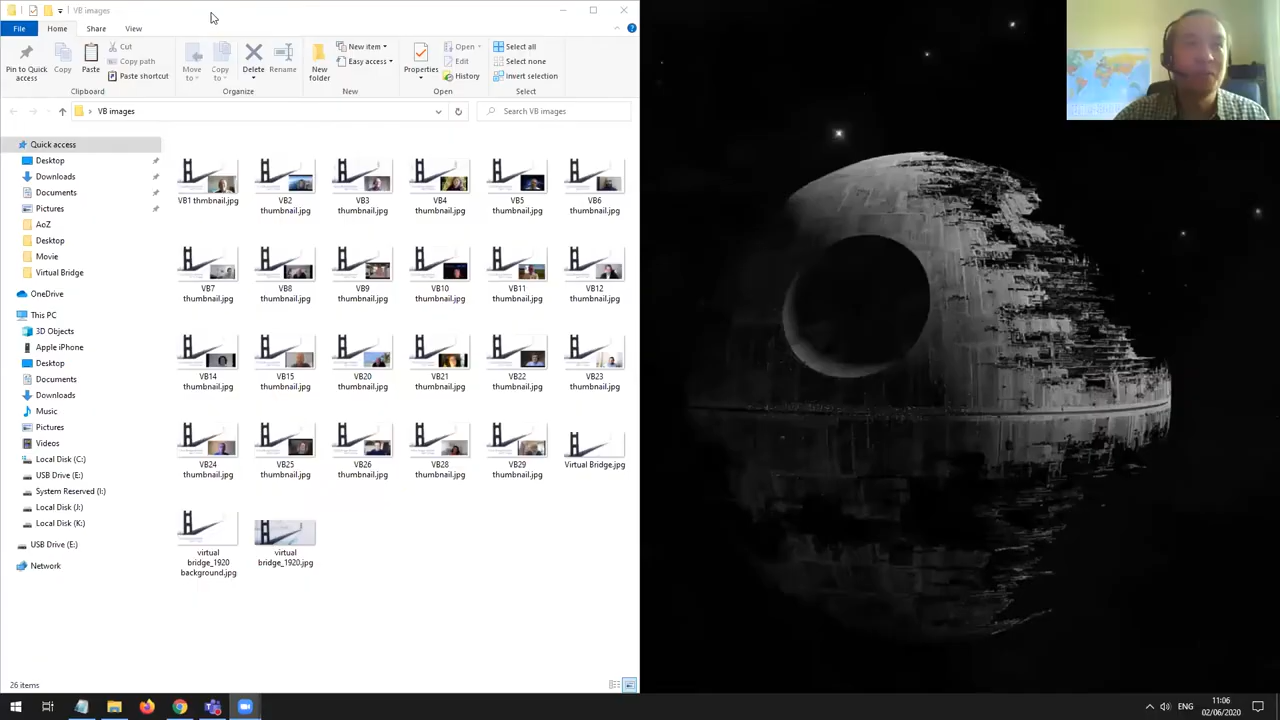 VB images
File Home Share View
Pin to Quick access
Copy
Paste
Cut
Copy path
Paste shortcut
Clipboard
Move to
Copy to
Delete
Rename
Organize
New folder
New item
Easy access
New
Properties
Open
Edit
History
Open
Select all
Select none
Invert selection
Select
VB images
Search VB images
Quick access
Desktop
Downloads
Documents
Pictures
AoZ
Desktop
Movie
Virtual Bridge
OneDrive
This PC
3D Objects
Apple iPhone
Desktop
Documents
Downloads
Music
Pictures
Videos
Local Disk (C:)
USB Drive (E:)
System Reserved (I:)
Local Disk (J:)
Local Disk (K:)
USB Drive (E:)
Network
VB1 thmbnail.jpg
VB2 thumbnail.jpg
VB3 thumbnail.jpg
VB4 thumbnail.jpg
VB5 thumbnail.jpg
VB6 thumbnail.jpg
VB7 thumbnail.jpg
VB8 thumbnail.jpg
VB9 thumbnail.jpg
VB10 thumbnail.jpg
VB11 thumbnail.jpg
VB12 thumbnail.jpg
VB14 thumbnail.jpg
VB15 thumbnail.jpg
VB20 thumbnail.jpg
VB21 thumbnail.jpg
VB22 thumbnail.jpg
VB23 thumbnail.jpg
VB24 thumbnail.jpg
VB25 thumbnail.jpg
VB26 thumbnail.jpg
VB28 thumbnail.jpg
VB29 thumbnail.jpg
Virtual Bridge.jpg
virtual bridge_1920 background.jpg
virtual bridge_1920.jpg
26 items
ENG
11:06
02/06/2020